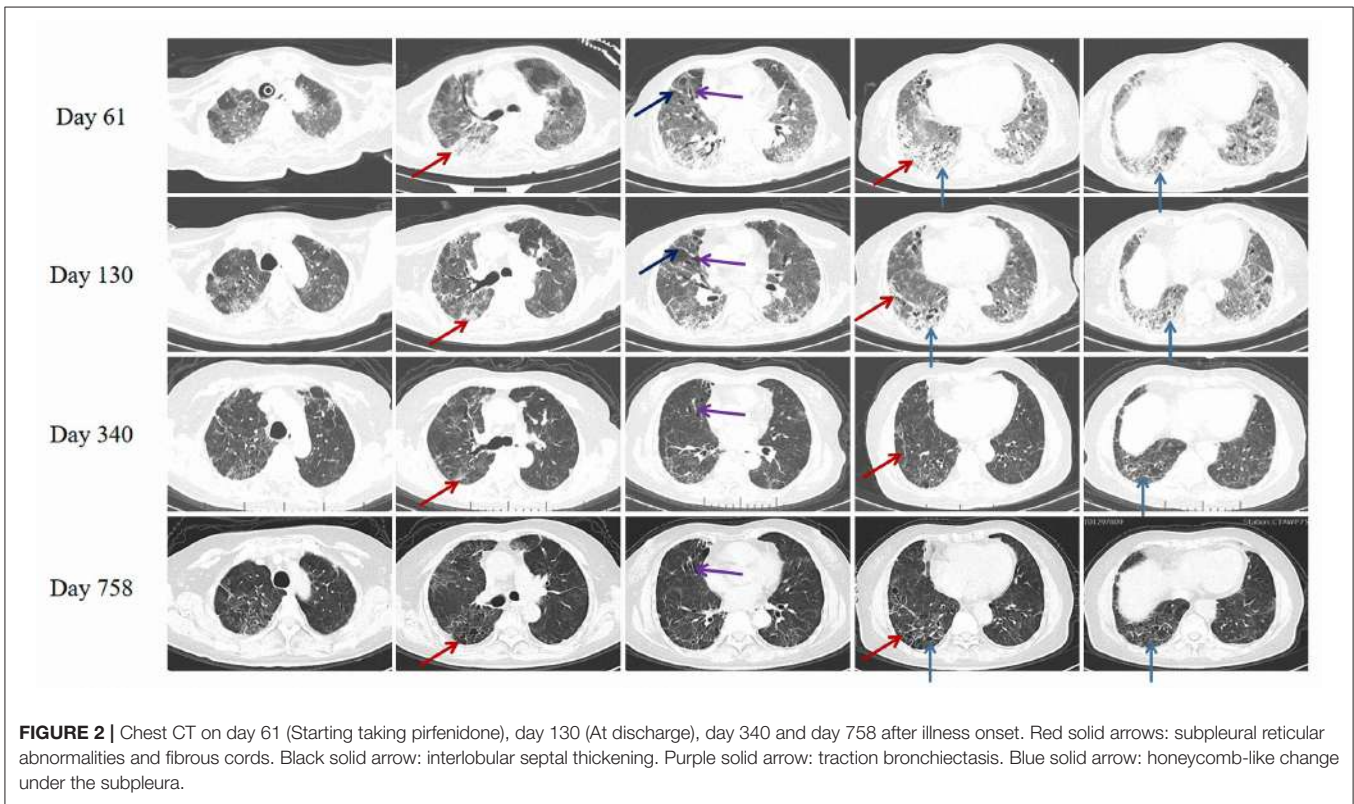 Day 61
Day 130
Day 340
Day 758
FIGURE 2 | Chest CT on day 61 (Starting taking pirfenidone), day 130 (At discharge), day 340 and day 758 after illness onset. Red solid arrows: subpleural reticular
abnormalities and fibrous cords. Black solid arrow: interlobular septal thickening. Purple solid arrow: traction bronchiectasis. Blue solid arrow: honeycomb-like change
under the subpleura.